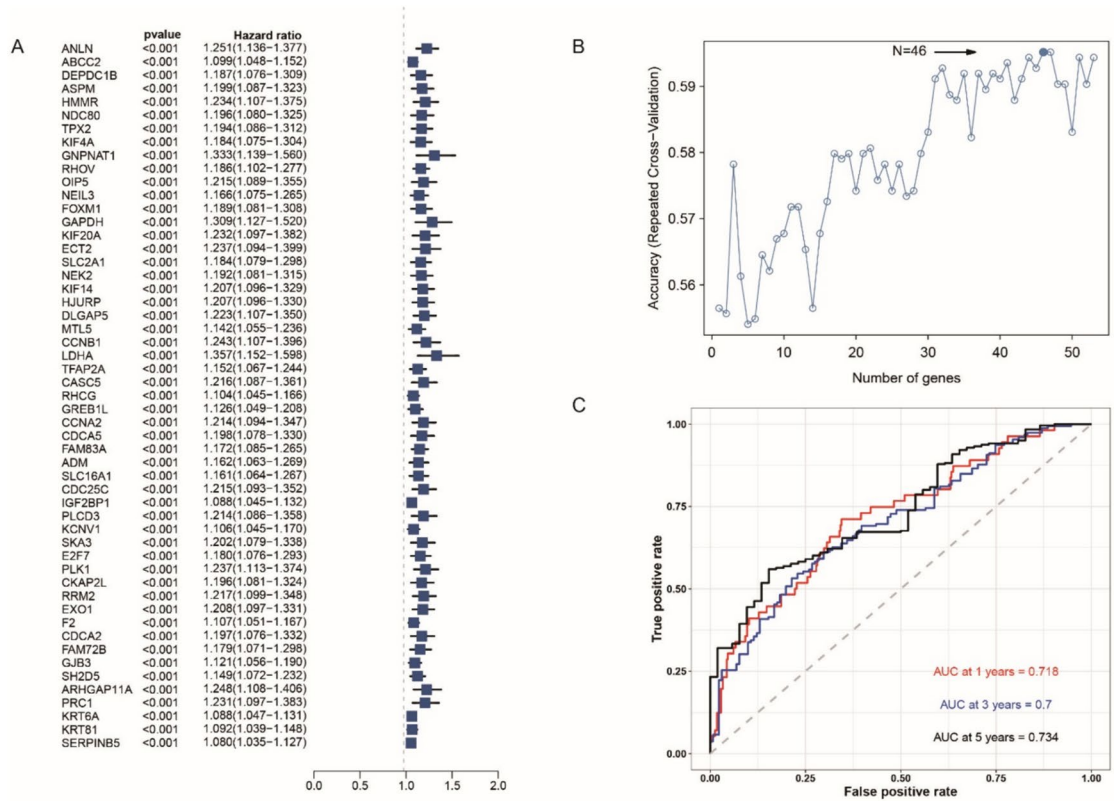 A
pvalue Hazard ratio
ANLN <0.001 1.251(1.136−1.377)
ABCC2 <0.001 1.099(1.048−1.152)
DEPDC1B <0.001 1.187(1.076−1.309)
ASPM <0.001 1.199(1.087−1.323)
HMMR <0.001 1.234(1.107−1.375)
NDC80 <0.001 1.196(1.080−1.325)
TPX2 <0.001 1.194(1.086−1.312)
KIF4A <0.001 1.184(1.075−1.304)
GNPNAT1 <0.001 1.333(1.139−1.560)
RHOV <0.001 1.186(1.102−1.277)
OIP5 <0.001 1.215(1.089−1.355)
NEIL3 <0.001 1.166(1.075−1.265)
FOXM1 <0.001 1.189(1.081−1.308)
GAPDH <0.001 1.309(1.127−1.520)
KIF20A <0.001 1.232(1.097−1.382)
ECT2 <0.001 1.237(1.094−1.399)
SLC2A1 <0.001 1.184(1.079−1.298)
NEK2 <0.001 1.192(1.081−1.315)
KIF14 <0.001 1.207(1.096−1.329)
HJURP <0.001 1.207(1.096−1.330)
DLGAP5 <0.001 1.223(1.107−1.350)
MTL5 <0.001 1.142(1.055−1.236)
CCNB1 <0.001 1.243(1.107−1.396)
LDHA <0.001 1.357(1.152−1.598)
TFAP2A <0.001 1.152(1.067−1.244)
CASC5 <0.001 1.216(1.087−1.361)
RHCG <0.001 1.104(1.045−1.166)
GREB1L <0.001 1.126(1.049−1.208)
CCNA2 <0.001 1.214(1.094−1.347)
CDCA5 <0.001 1.198(1.078−1.330)
FAM83A <0.001 1.172(1.085−1.265)
ADM <0.001 1.162(1.063−1.269)
SLC16A1 <0.001 1.161(1.064−1.267)
CDC25C <0.001 1.215(1.093−1.352)
IGF2BP1 <0.001 1.088(1.045−1.132)
PLCD3 <0.001 1.214(1.086−1.358)
KCNV1 <0.001 1.106(1.045−1.170)
SKA3 <0.001 1.202(1.079−1.338)
E2F7 <0.001 1.180(1.076−1.293)
PLK1 <0.001 1.237(1.113−1.374)
CKAP2L <0.001 1.196(1.081−1.324)
RRM2 <0.001 1.217(1.099−1.348)
EXO1 <0.001 1.208(1.097−1.331)
F2 <0.001 1.107(1.051−1.167)
CDCA2 <0.001 1.197(1.076−1.332)
FAM72B <0.001 1.179(1.071−1.298)
GJB3 <0.001 1.121(1.056−1.190)
SH2D5 <0.001 1.149(1.072−1.232)
ARHGAP11A <0.001 1.248(1.108−1.406)
PRC1 <0.001 1.231(1.097−1.383)
KRT6A <0.001 1.088(1.047−1.131)
KRT81 <0.001 1.092(1.039−1.148)
SERPINB5 <0.001 1.080(1.035−1.127)
0.0 0.5 1.0 1.5 2.0
B
N=46
Accuracy (Repeated Cross−Validation)
0.59
0.58
0.57
0.56
0 10 20 30 40 50
Number of genes
C
True positive rate
1.00
0.75
0.50
0.25
0.00
AUC at 1 years = 0.718
AUC at 3 years = 0.7
AUC at 5 years = 0.734
0.00 0.25 0.50 0.75 1.00
False positive rate